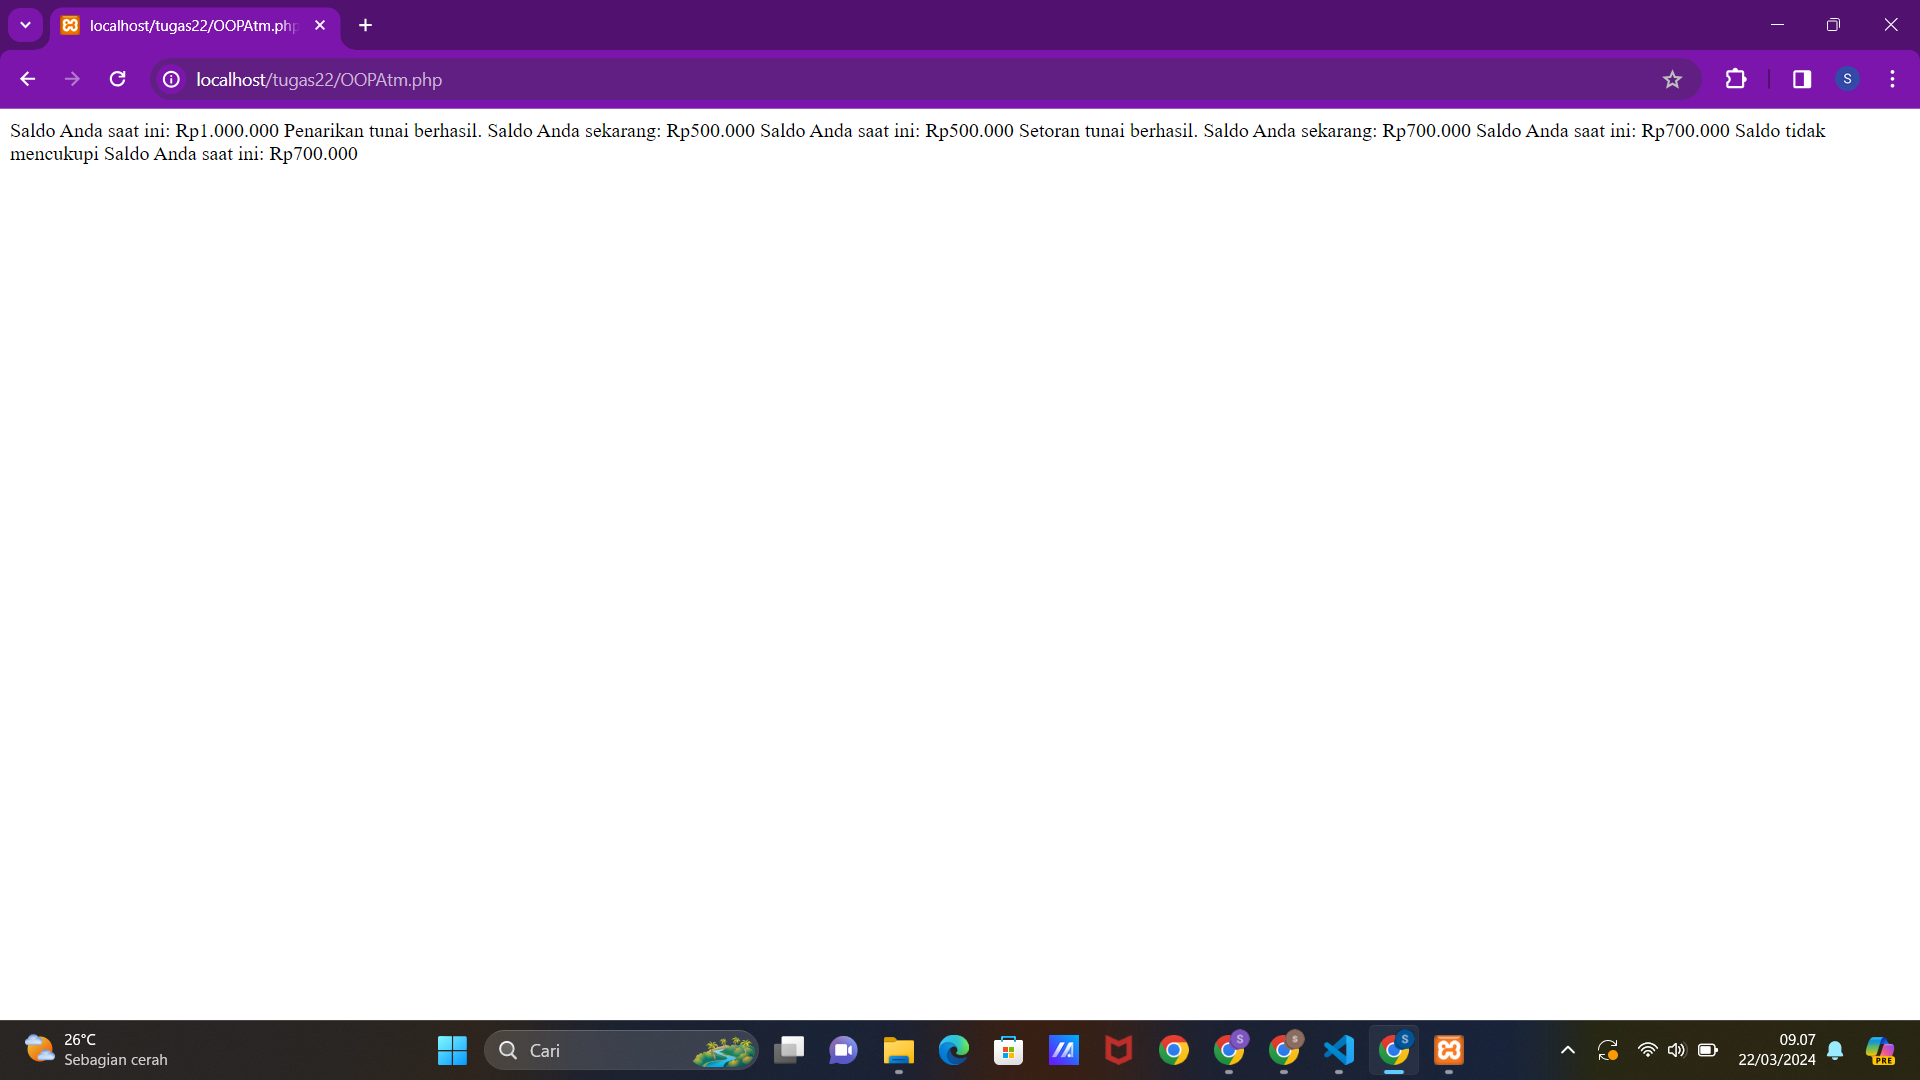 localhost/tugas22/OOPAtm.php
localhost/tugas22/OOPAtm.php
S
Saldo Anda saat ini: Rp1.000.000 Penarikan tunai berhasil. Saldo Anda sekarang: Rp500.000 Saldo Anda saat ini: Rp500.000 Setoran tunai berhasil. Saldo Anda sekarang: Rp700.000 Saldo Anda saat ini: Rp700.000 Saldo tidak
mencukupi Saldo Anda saat ini: Rp700.000
26°C
Sebagian cerah
Cari
S
s
S
09.07
22/03/2024
PRE